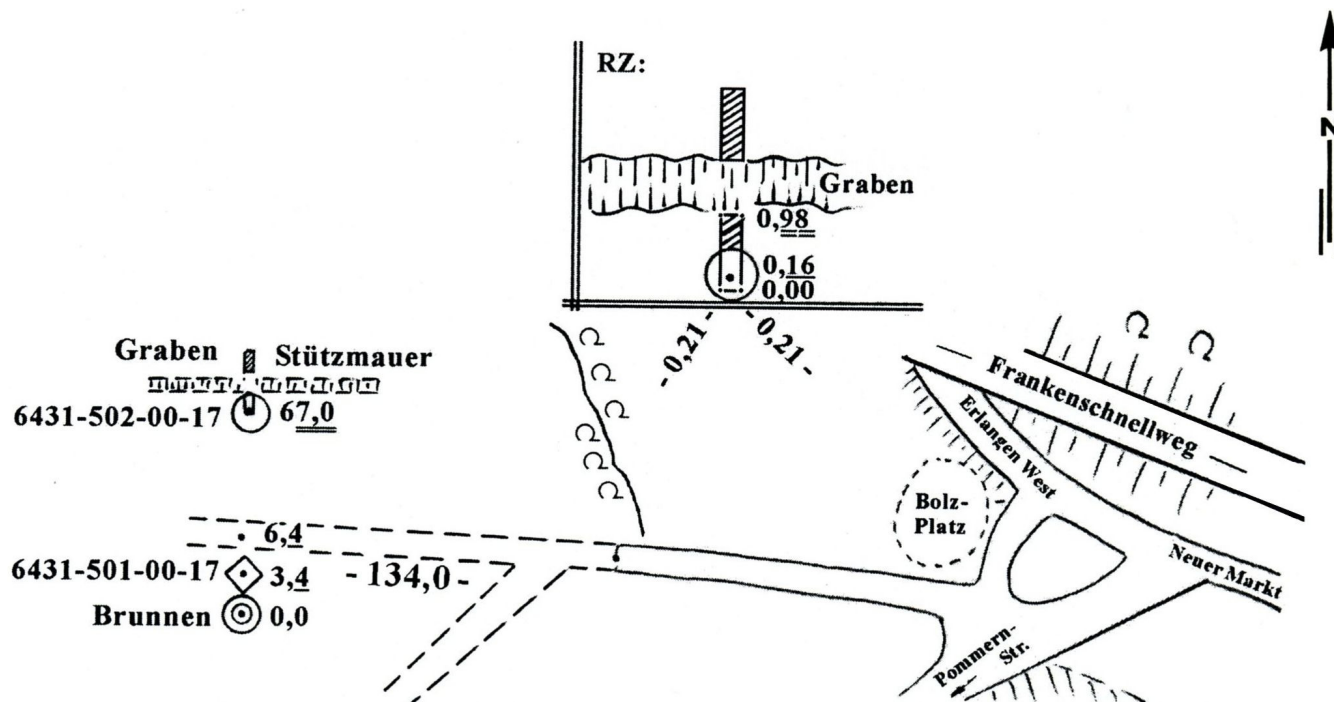 RZ:
N
Graben
0,98
0,16
0,00
- 0,21 -
- 0,21 -
Graben Stützmauer
6431-502-00-17 67,0
Frankenschnellweg
Erlangen West
Bolz-
Platz
6,4
6431-501-00-17 3,4 - 134,0 -
Neuer Markt
Brunnen 0,0
Pommern-
Str.